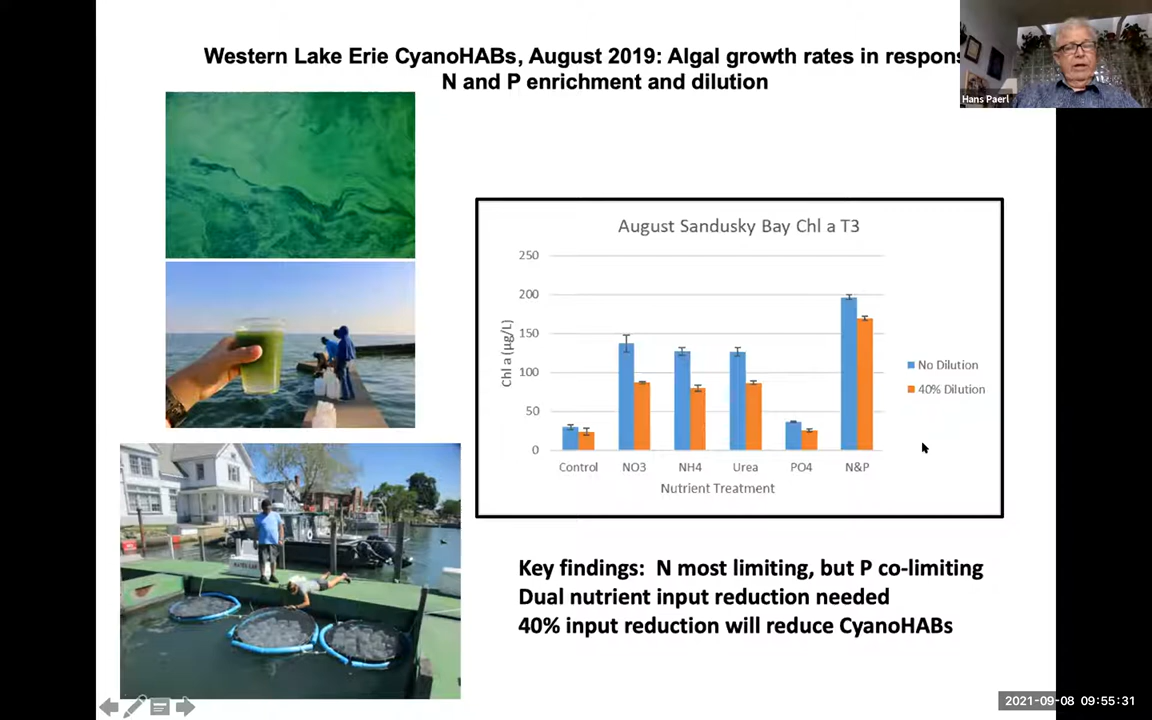 Western Lake Erie CyanoHABs, August 2019: Algal growth rates in respons
N and P enrichment and dilution
Hans Paerl
August Sandusky Bay Chl a T3
250
200
150
100
50
0
Chl a (µg/L)
Control NO3 NH4 Urea PO4 N&P
Nutrient Treatment
No Dilution
40% Dilution
Key findings: N most limiting, but P co-limiting
Dual nutrient input reduction needed
40% input reduction will reduce CyanoHABs
2021-09-08 09:55:31